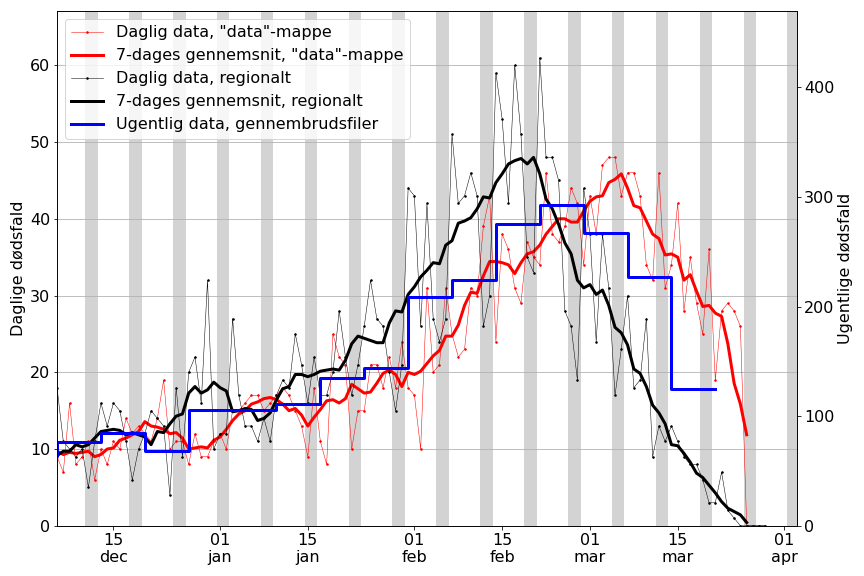 Daglig data, "data"-mappe
7-dages gennemsnit, "data"-mappe
Daglig data, regionalt
7-dages gennemsnit, regionalt
Ugentlig data, gennembrudsfiler
Daglige dødsfald
60
50
40
30
20
10
0
Ugentlige dødsfald
400
300
200
100
0
15 01 15 01 15 01 15 01
dec jan jan feb feb mar mar apr